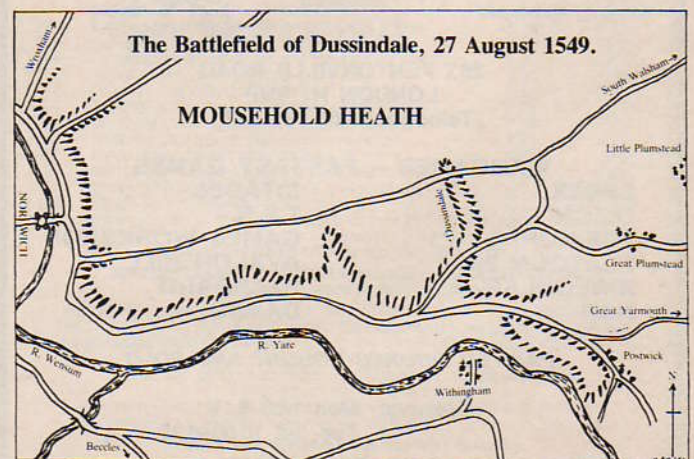 The Battlefield of Dussindale, 27 August 1549.
Wroxham
South Walsham
MOUSEHOLD HEATH
Little Plumstead
Dussindale
NORWICH
Great Plumstead
Great Yarmouth
R. Yare
R. Wensum
Postwick
N
Withingham
Beccles